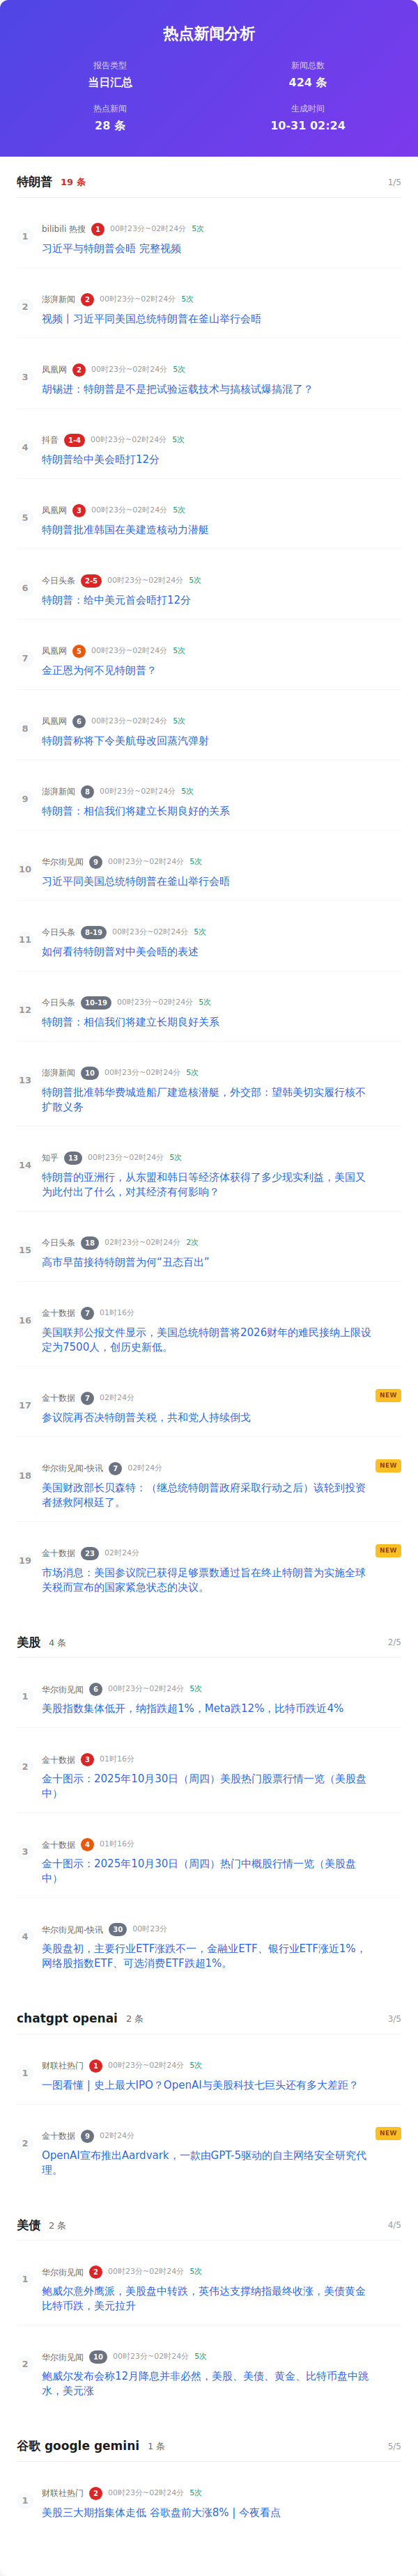 热点新闻分析
报告类型
当日汇总
新闻总数
424 条
热点新闻
28 条
生成时间
10-31 02:24
特朗普 19 条 1/5
1
bilibili 热搜 1 00时23分~02时24分 5次
习近平与特朗普会晤 完整视频
2
澎湃新闻 2 00时23分~02时24分 5次
视频丨习近平同美国总统特朗普在釜山举行会晤
3
凤凰网 2 00时23分~02时24分 5次
胡锡进：特朗普是不是把试验运载技术与搞核试爆搞混了？
4
抖音 1-4 00时23分~02时24分 5次
特朗普给中美会晤打12分
5
凤凰网 3 00时23分~02时24分 5次
特朗普批准韩国在美建造核动力潜艇
6
今日头条 2-5 00时23分~02时24分 5次
特朗普：给中美元首会晤打12分
7
凤凰网 5 00时23分~02时24分 5次
金正恩为何不见特朗普？
8
凤凰网 6 00时23分~02时24分 5次
特朗普称将下令美航母改回蒸汽弹射
9
澎湃新闻 8 00时23分~02时24分 5次
特朗普：相信我们将建立长期良好的关系
10
华尔街见闻 9 00时23分~02时24分 5次
习近平同美国总统特朗普在釜山举行会晤
11
今日头条 8-19 00时23分~02时24分 5次
如何看待特朗普对中美会晤的表述
12
今日头条 10-19 00时23分~02时24分 5次
特朗普：相信我们将建立长期良好关系
13
澎湃新闻 10 00时23分~02时24分 5次
特朗普批准韩华费城造船厂建造核潜艇，外交部：望韩美切实履行核不
扩散义务
14
知乎 13 00时23分~02时24分 5次
特朗普的亚洲行，从东盟和韩日等经济体获得了多少现实利益，美国又
为此付出了什么，对其经济有何影响？
15
今日头条 18 02时23分~02时24分 2次
高市早苗接待特朗普为何“丑态百出”
16
金十数据 7 01时16分
美国联邦公报文件显示，美国总统特朗普将2026财年的难民接纳上限设
定为7500人，创历史新低。
17
金十数据 7 02时24分 NEW
参议院再否决特朗普关税，共和党人持续倒戈
18
华尔街见闻-快讯 7 02时24分 NEW
美国财政部长贝森特：（继总统特朗普政府采取行动之后）该轮到投资
者拯救阿根廷了。
19
金十数据 23 02时24分 NEW
市场消息：美国参议院已获得足够票数通过旨在终止特朗普为实施全球
关税而宣布的国家紧急状态的决议。
美股 4 条 2/5
1
华尔街见闻 6 00时23分~02时24分 5次
美股指数集体低开，纳指跌超1%，Meta跌12%，比特币跌近4%
2
金十数据 3 01时16分
金十图示：2025年10月30日（周四）美股热门股票行情一览（美股盘
中）
3
金十数据 4 01时16分
金十图示：2025年10月30日（周四）热门中概股行情一览（美股盘
中）
4
华尔街见闻-快讯 30 00时23分
美股盘初，主要行业ETF涨跌不一，金融业ETF、银行业ETF涨近1%，
网络股指数ETF、可选消费ETF跌超1%。
chatgpt openai 2 条 3/5
1
财联社热门 1 00时23分~02时24分 5次
一图看懂 | 史上最大IPO？OpenAI与美股科技七巨头还有多大差距？
2
金十数据 9 02时24分 NEW
OpenAI宣布推出Aardvark，一款由GPT-5驱动的自主网络安全研究代
理。
美债 2 条 4/5
1
华尔街见闻 2 00时23分~02时24分 5次
鲍威尔意外鹰派，美股盘中转跌，英伟达支撑纳指最终收涨，美债黄金
比特币跌，美元拉升
2
华尔街见闻 10 00时23分~02时24分 5次
鲍威尔发布会称12月降息并非必然，美股、美债、黄金、比特币盘中跳
水，美元涨
谷歌 google gemini 1 条 5/5
1
财联社热门 2 00时23分~02时24分 5次
美股三大期指集体走低 谷歌盘前大涨8% | 今夜看点